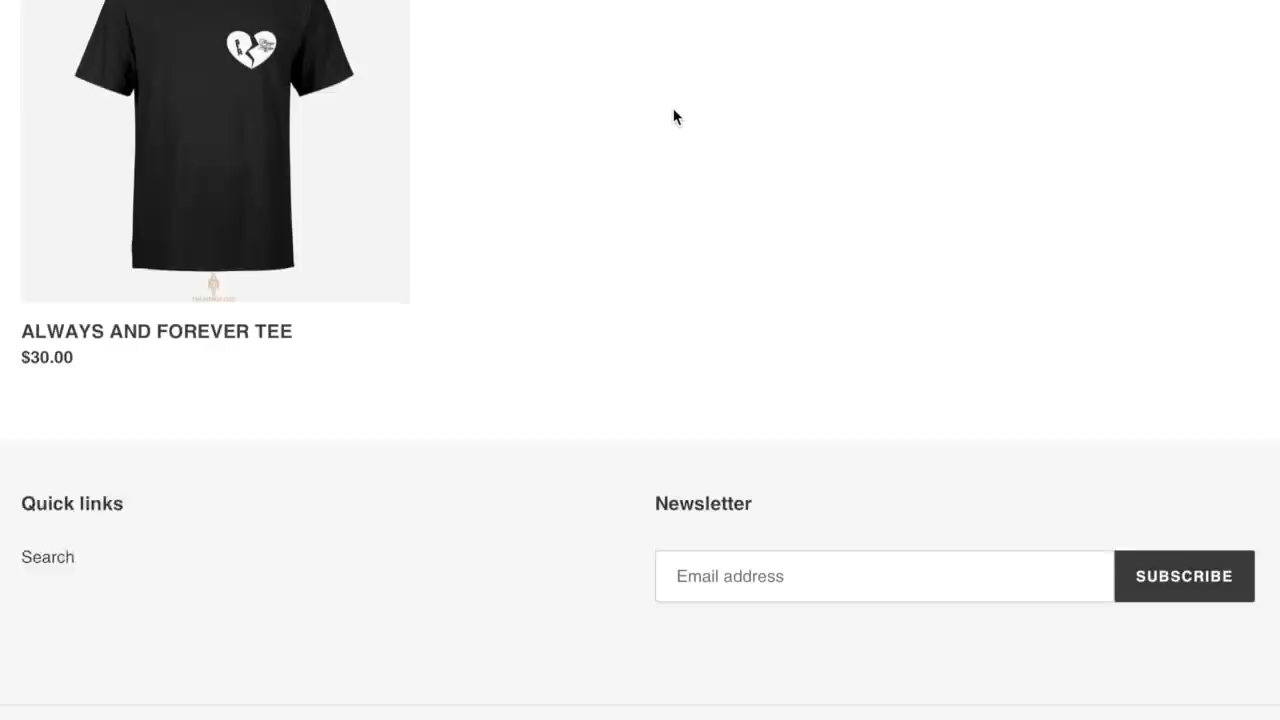 ALWAYS AND FOREVER TEE
$30.00
Quick links
Newsletter
Search
Email address
SUBSCRIBE